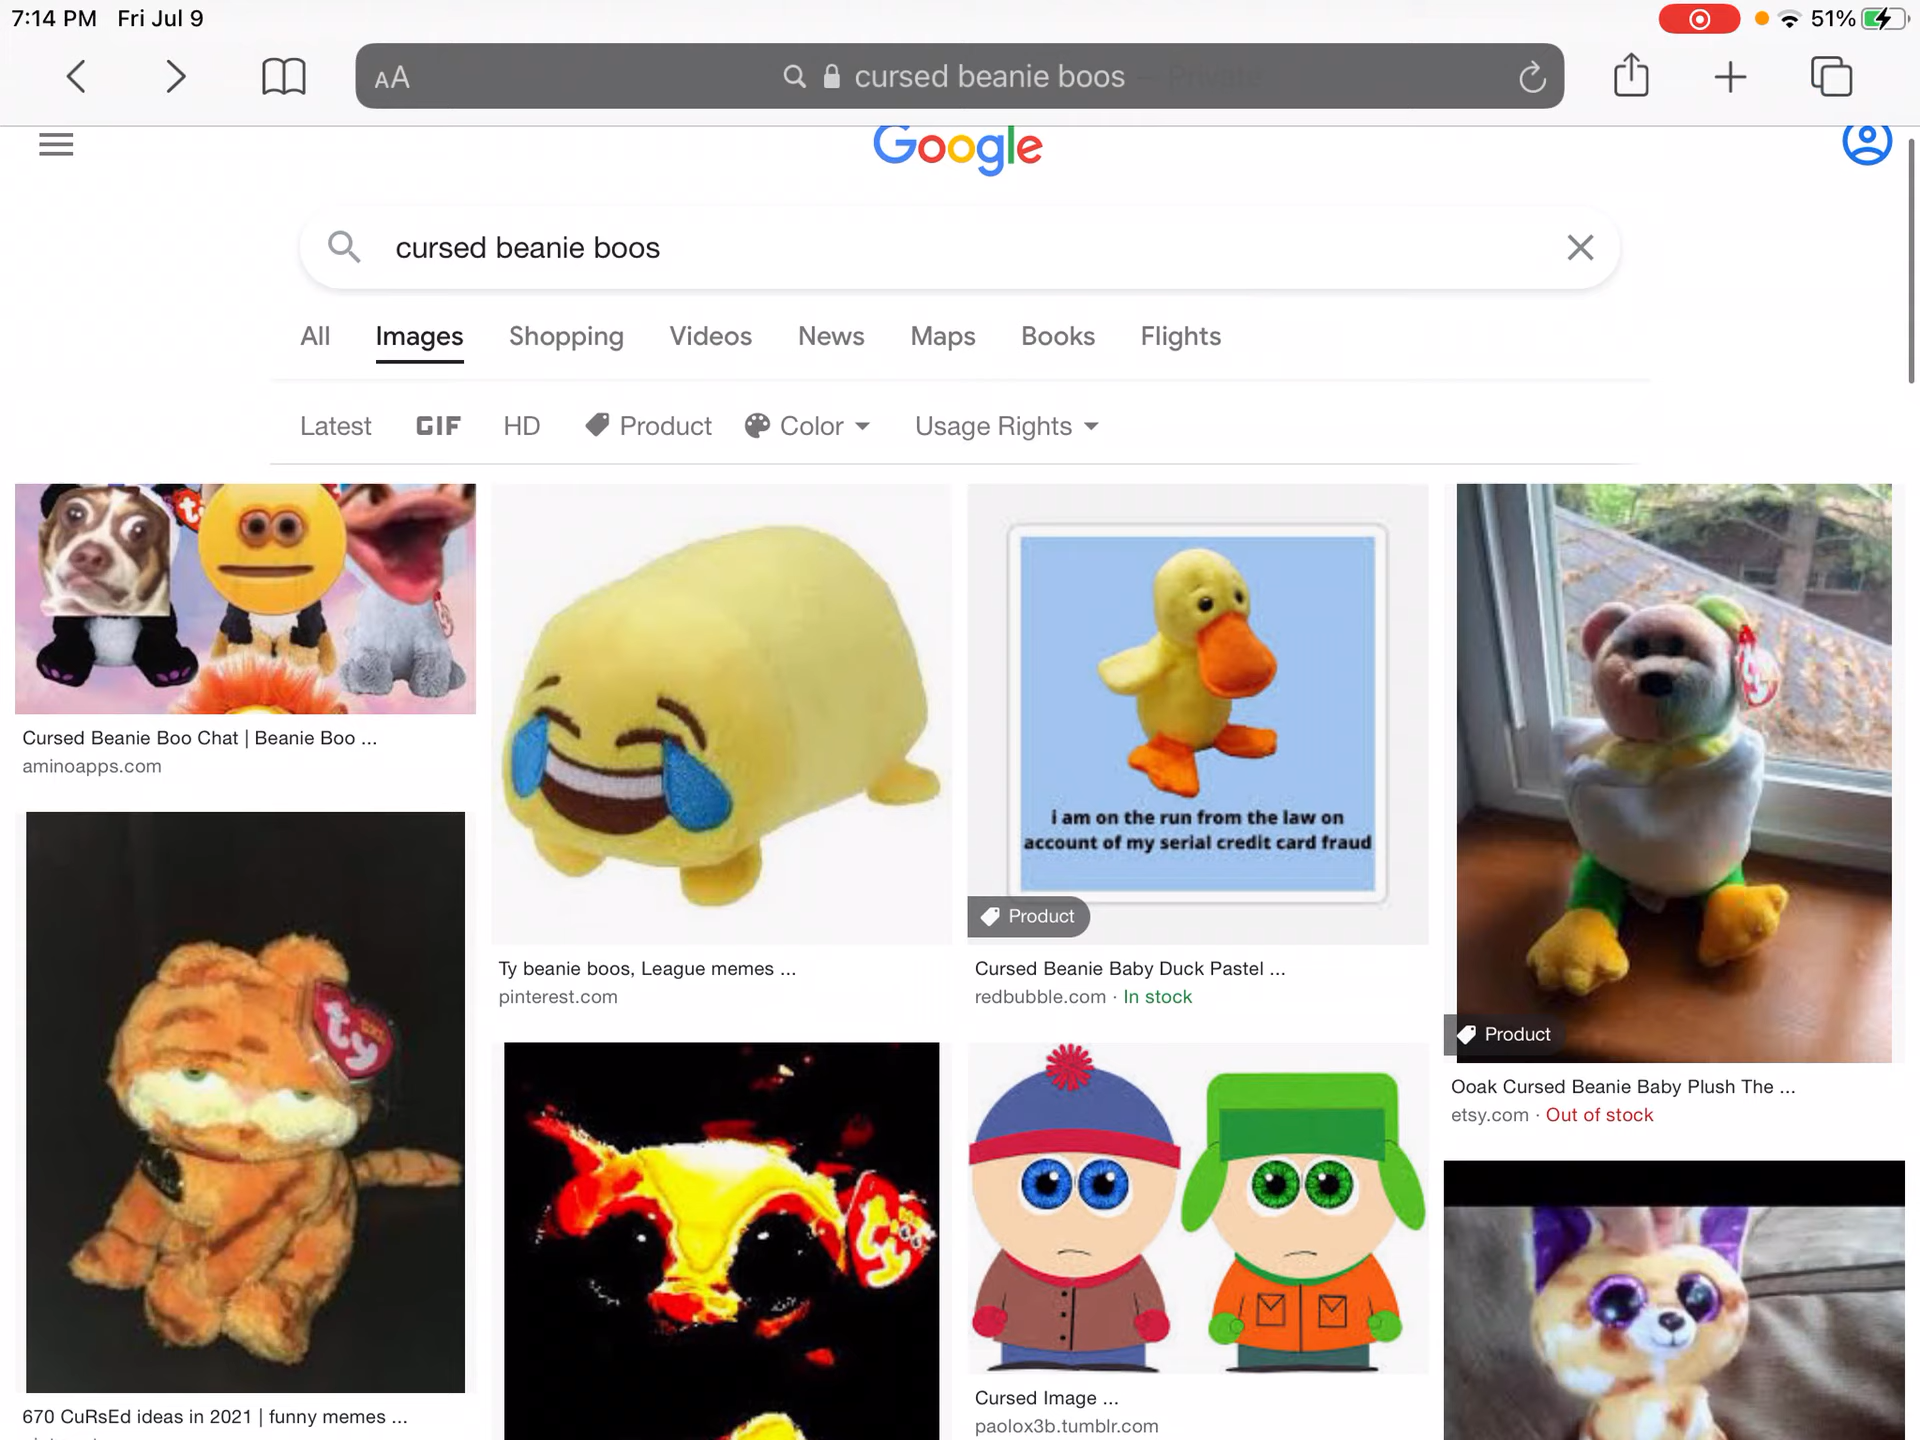 7:14 PM Fri Jul 9
51%
AA
cursed beanie boos — Private
Google
cursed beanie boos
All Images Shopping Videos News Maps Books Flights
Latest GIF HD Product Color Usage Rights
Cursed Beanie Boo Chat | Beanie Boo ...
aminoapps.com
Ty beanie boos, League memes ...
pinterest.com
i am on the run from the law on
account of my serial credit card fraud
Product
Cursed Beanie Baby Duck Pastel ...
redbubble.com · In stock
ty
Product
Ooak Cursed Beanie Baby Plush The ...
etsy.com · Out of stock
ty
670 CuRsEd ideas in 2021 | funny memes ...
ty
Cursed Image ...
paolox3b.tumblr.com